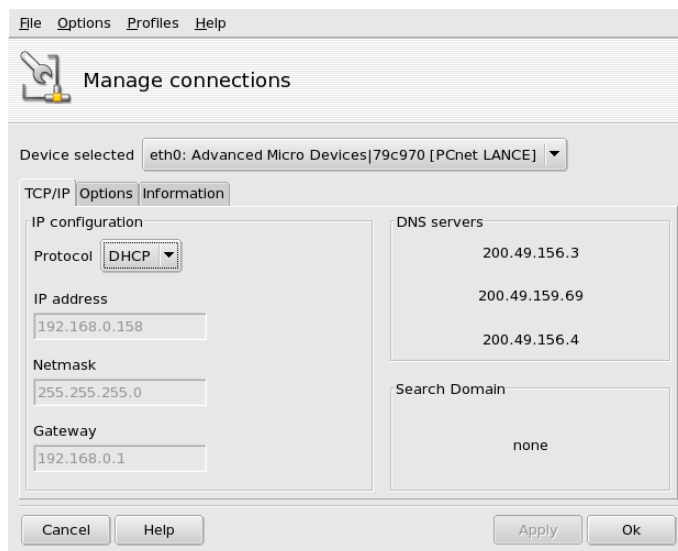 File Options Profiles Help
Manage connections
Device selected eth0: Advanced Micro Devices|79c970 [PCnet LANCE]
TCP/IP Options Information
IP configuration
Protocol DHCP
IP address
192.168.0.158
Netmask
255.255.255.0
Gateway
192.168.0.1
DNS servers
200.49.156.3
200.49.159.69
200.49.156.4
Search Domain
none
Cancel Help Apply Ok